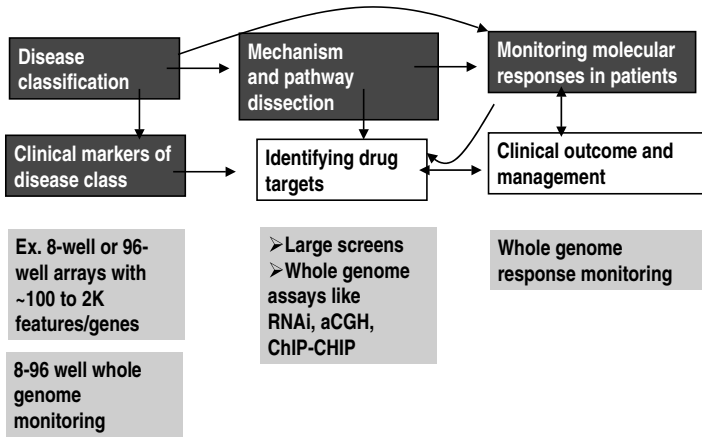 Disease
classification
Mechanism
and pathway
dissection
Monitoring molecular
responses in patients
Clinical markers of
disease class
Identifying drug
targets
Clinical outcome and
management
Ex. 8-well or 96-
well arrays with
~100 to 2K
features/genes
➢Large screens
➢Whole genome
assays like
RNAi, aCGH,
ChIP-CHIP
Whole genome
response monitoring
8-96 well whole
genome
monitoring